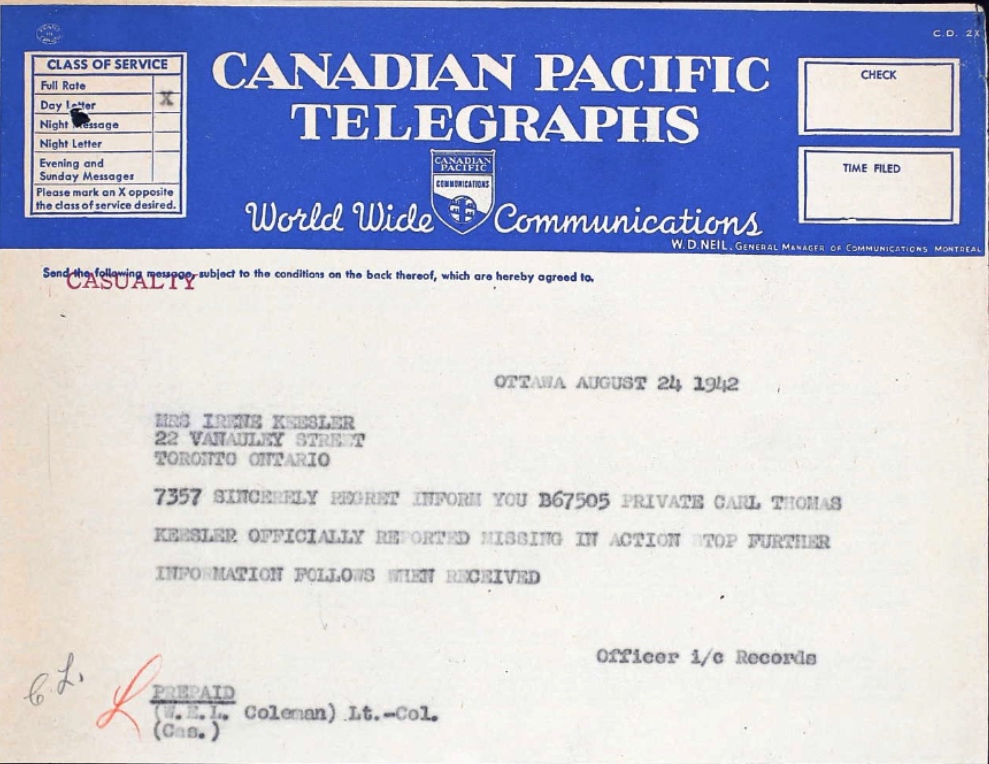 C.D. 2X
CLASS OF SERVICE
Full Rate
Day Letter X
Night Message
Night Letter
Evening and
Sunday Messages
Please mark an X opposite
the class of service desired.
CANADIAN PACIFIC
TELEGRAPHS
CANADIAN
PACIFIC
COMMUNICATIONS
World Wide Communications
CHECK
TIME FILED
W.D. NEIL, GENERAL MANAGER OF COMMUNICATIONS MONTREAL
Send the following message, subject to the conditions on the back thereof, which are hereby agreed to.
CASUALTY
OTTAWA AUGUST 24 1942
MRS IRENE KEESLER
22 VANAULEY STREET
TORONTO ONTARIO
7357 SINCERELY REGRET INFORM YOU B67505 PRIVATE CARL THOMAS
KEESLER OFFICIALLY REPORTED MISSING IN ACTION STOP FURTHER
INFORMATION FOLLOWS WHEN RECEIVED
Officer i/c Records
C.L.
L
PREPAID
(W.E.L. Coleman) Lt.-Col.
(Cas.)